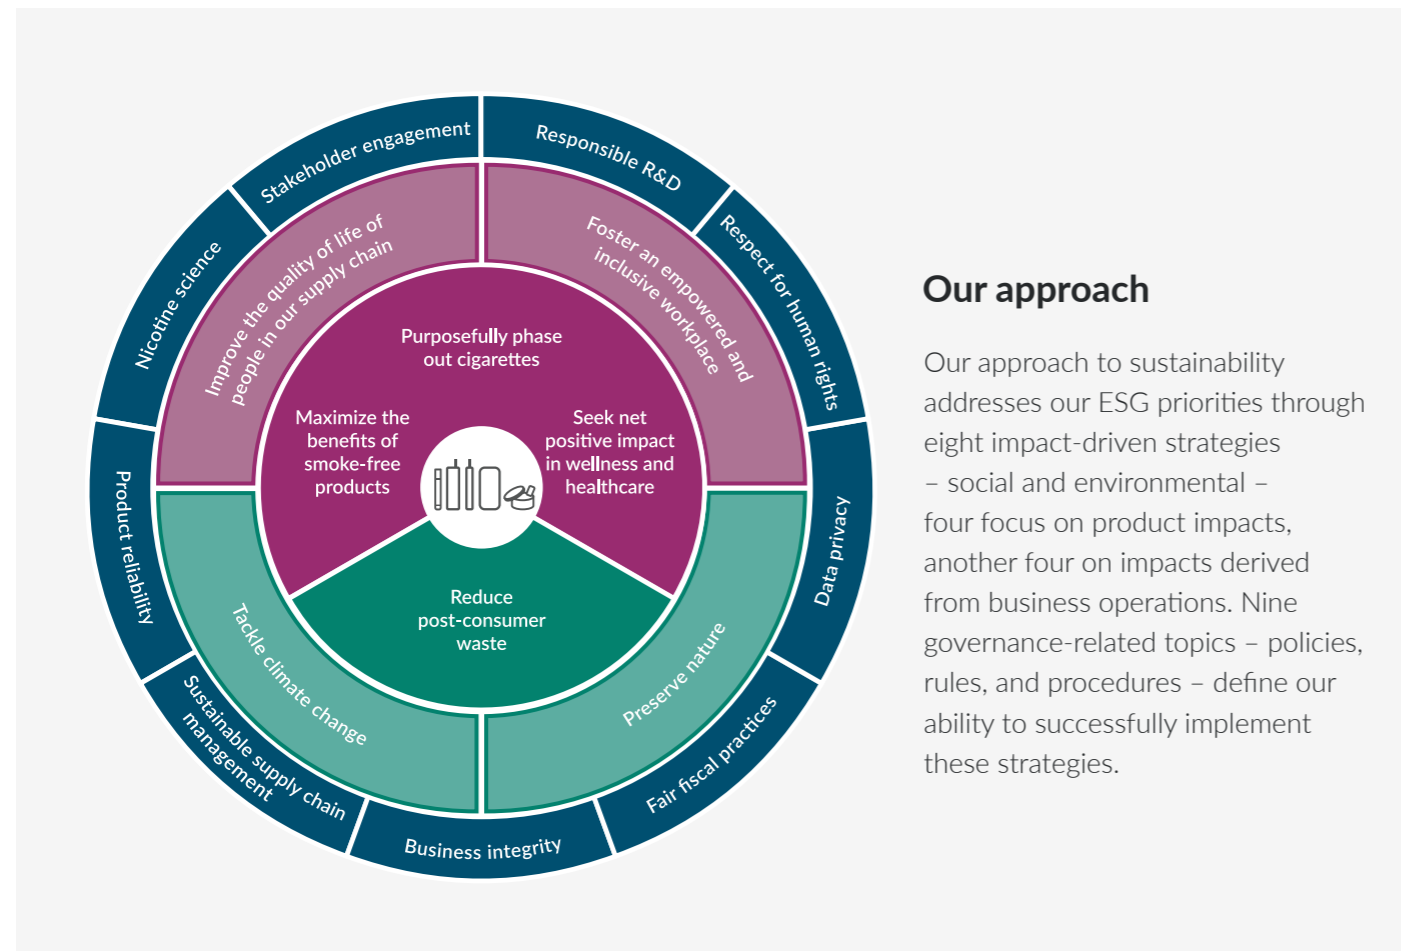 Stakeholder engagement
Responsible R&D
Respect for human rights
Data privacy
Fair fiscal practices
Business integrity
Sustainable supply chain
management
Product reliability
Nicotine science
Improve the quality of life of
people in our supply chain
Foster an empowered and
inclusive workplace
Preserve nature
Tackle climate change
Purposefully phase
out cigarettes
Maximize the
benefits of
smoke-free
products
Seek net
positive impact
in wellness and
healthcare
Reduce
post-consumer
waste
Our approach
Our approach to sustainability
addresses our ESG priorities through
eight impact-driven strategies
– social and environmental –
four focus on product impacts,
another four on impacts derived
from business operations. Nine
governance-related topics – policies,
rules, and procedures – define our
ability to successfully implement
these strategies.